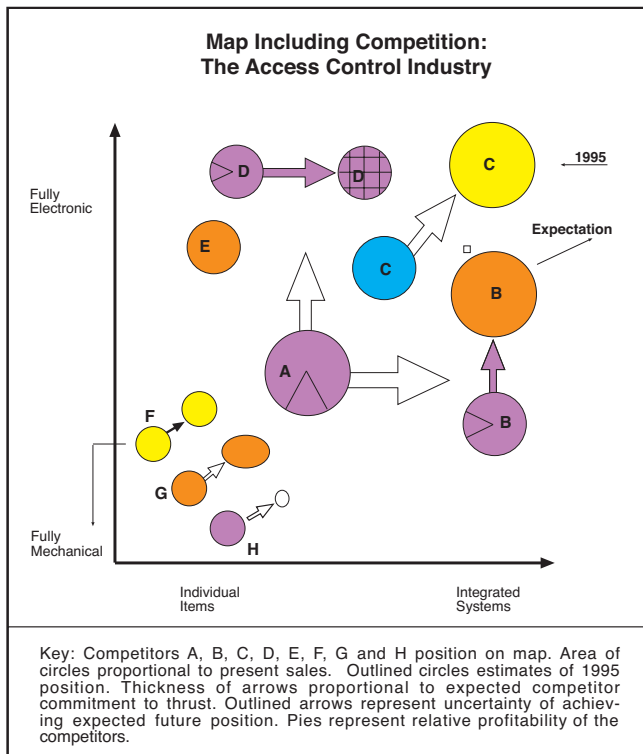 Map Including Competition:
The Access Control Industry
D
D
C
1995
Fully
Electronic
E
Expectation
C
B
A
F
B
G
Fully
Mechanical
H
Individual
Items
Integrated
Systems
Key: Competitors A, B, C, D, E, F, G and H position on map. Area of
circles proportional to present sales. Outlined circles estimates of 1995
position. Thickness of arrows proportional to expected competitor
commitment to thrust. Outlined arrows represent uncertainty of achiev-
ing expected future position. Pies represent relative profitability of the
competitors.